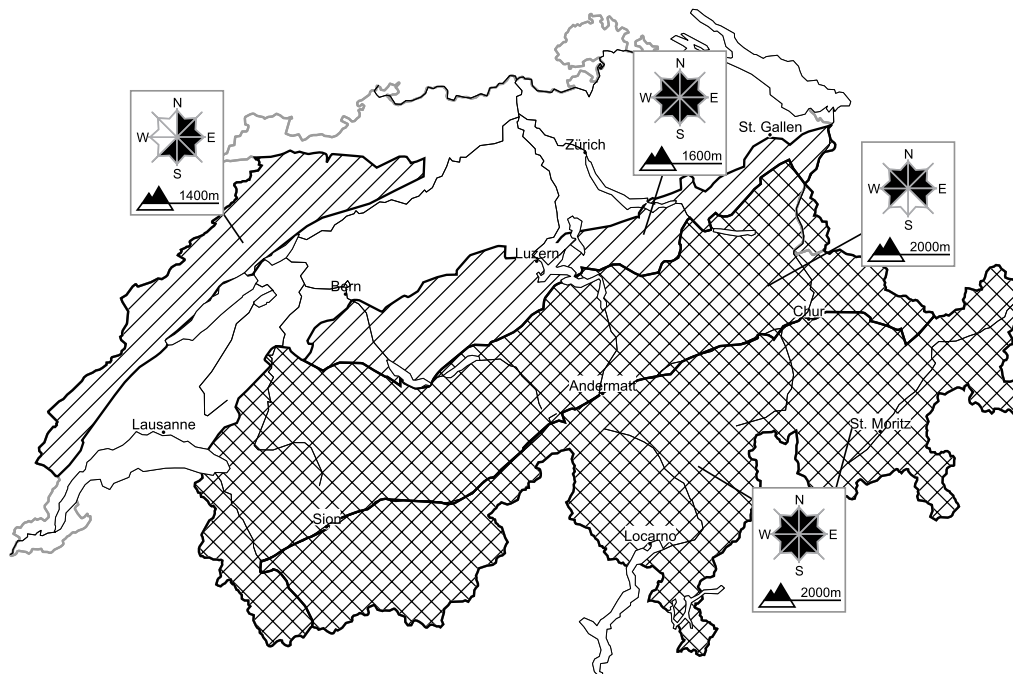 N
W E
S
1400m
N
W E
S
1600m
N
W E
S
2000m
N
W E
S
2000m
St. Gallen
Zürich
Luzern
Bern
Chur
Andermatt
Lausanne
St. Moritz
Sion
Locarno